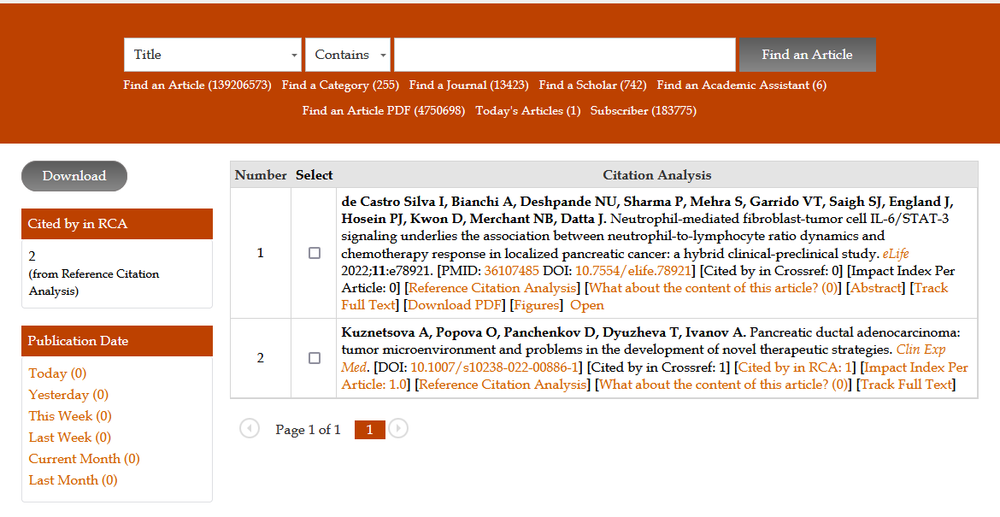 Title Contains Find an Article
Find an Article (139206573) Find a Category (255) Find a Journal (13423) Find a Scholar (742) Find an Academic Assistant (6)
Find an Article PDF (4750698) Today's Articles (1) Subscriber (183775)
Download
Cited by in RCA
2
(from Reference Citation
Analysis)
Publication Date
Today (0)
Yesterday (0)
This Week (0)
Last Week (0)
Current Month (0)
Last Month (0)
Number Select Citation Analysis
1
de Castro Silva I, Bianchi A, Deshpande NU, Sharma P, Mehra S, Garrido VT, Saigh SJ, England J,
Hosein PJ, Kwon D, Merchant NB, Datta J. Neutrophil-mediated fibroblast-tumor cell IL-6/STAT-3
signaling underlies the association between neutrophil-to-lymphocyte ratio dynamics and
chemotherapy response in localized pancreatic cancer: a hybrid clinical-preclinical study. eLife
2022;11:e78921. [PMID: 36107485 DOI: 10.7554/elife.78921] [Cited by in Crossref: 0] [Impact Index Per
Article: 0] [Reference Citation Analysis] [What about the content of this article? (0)] [Abstract] [Track
Full Text] [Download PDF] [Figures] Open
2
Kuznetsova A, Popova O, Panchenkov D, Dyuzheva T, Ivanov A. Pancreatic ductal adenocarcinoma:
tumor microenvironment and problems in the development of novel therapeutic strategies. Clin Exp
Med. [DOI: 10.1007/s10238-022-00886-1] [Cited by in Crossref: 1] [Cited by in RCA: 1] [Impact Index Per
Article: 1.0] [Reference Citation Analysis] [What about the content of this article? (0)] [Track Full Text]
Page 1 of 1 1